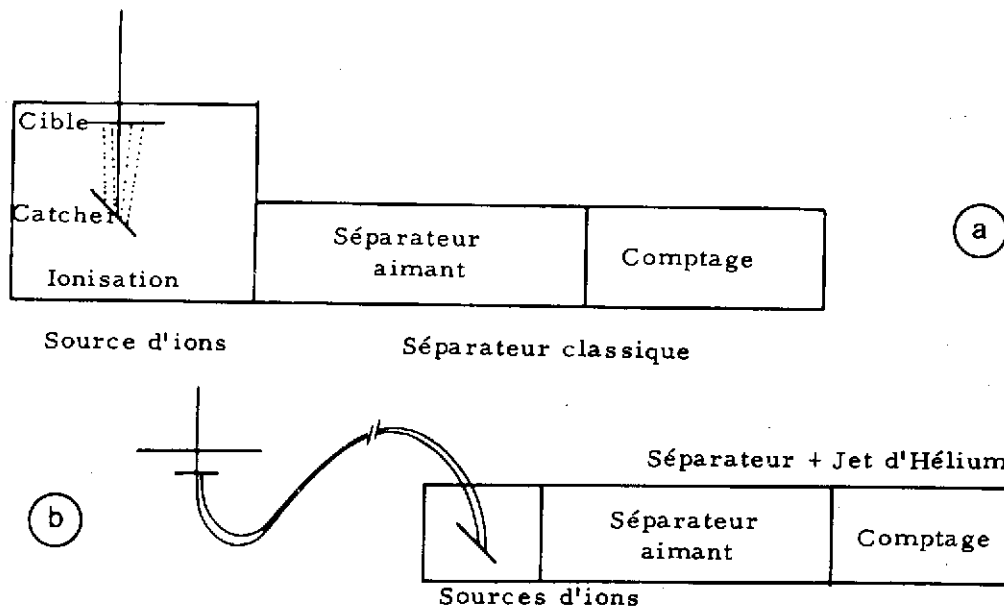 Cible
Catcher
Ionisation
Séparateur
aimant
Comptage
a
Source d'ions
Séparateur classique
Séparateur + Jet d'Hélium
b
Séparateur
aimant
Comptage
Sources d'ions